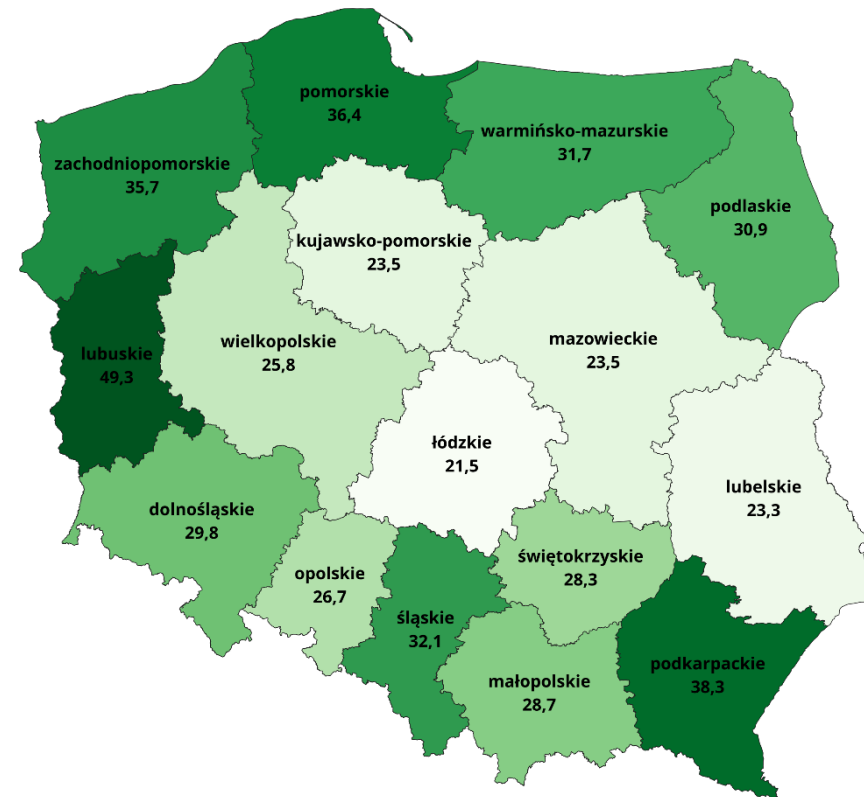 pomorskie
36,4
warmińsko-mazurskie
31,7
zachodniopomorskie
35,7
podlaskie
30,9
kujawsko-pomorskie
23,5
mazowieckie
23,5
wielkopolskie
25,8
lubuskie
49,3
łódzkie
21,5
lubelskie
23,3
dolnośląskie
29,8
świętokrzyskie
28,3
opolskie
26,7
śląskie
32,1
podkarpackie
38,3
małopolskie
28,7